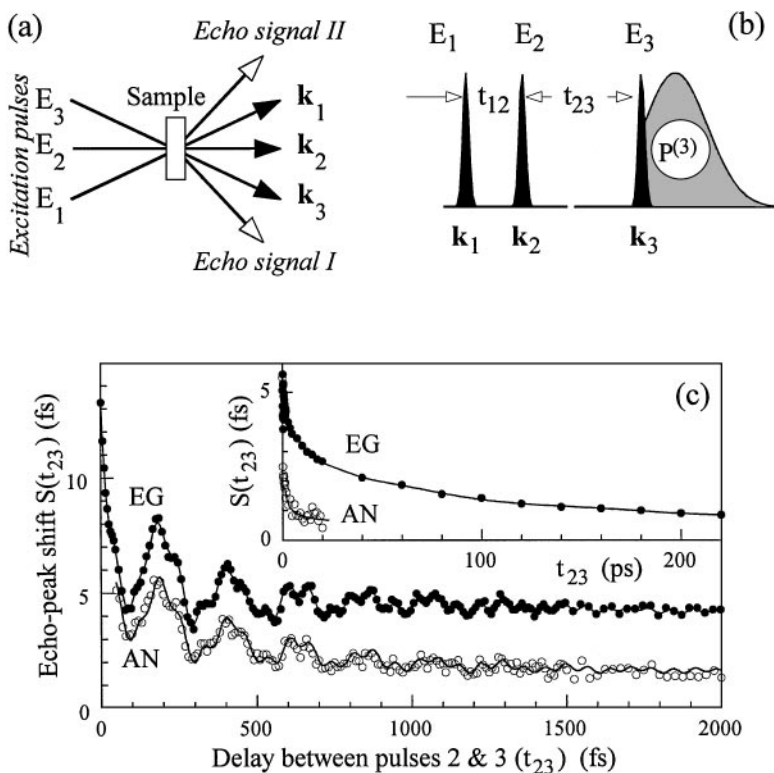 (a)
Echo signal II
Excitation pulses
E₃
E₂
E₁
Sample
k₁
k₂
k₃
Echo signal I
(b)
E₁ E₂ E₃
t₁₂ t₂₃
P⁽³⁾
k₁ k₂ k₃
(c)
Echo-peak shift S(t₂₃) (fs)
10
5
0
EG
AN
S(t₂₃) (fs)
5
0
EG
AN
0 100 200
t₂₃ (ps)
0 500 1000 1500 2000
Delay between pulses 2 & 3 (t₂₃) (fs)